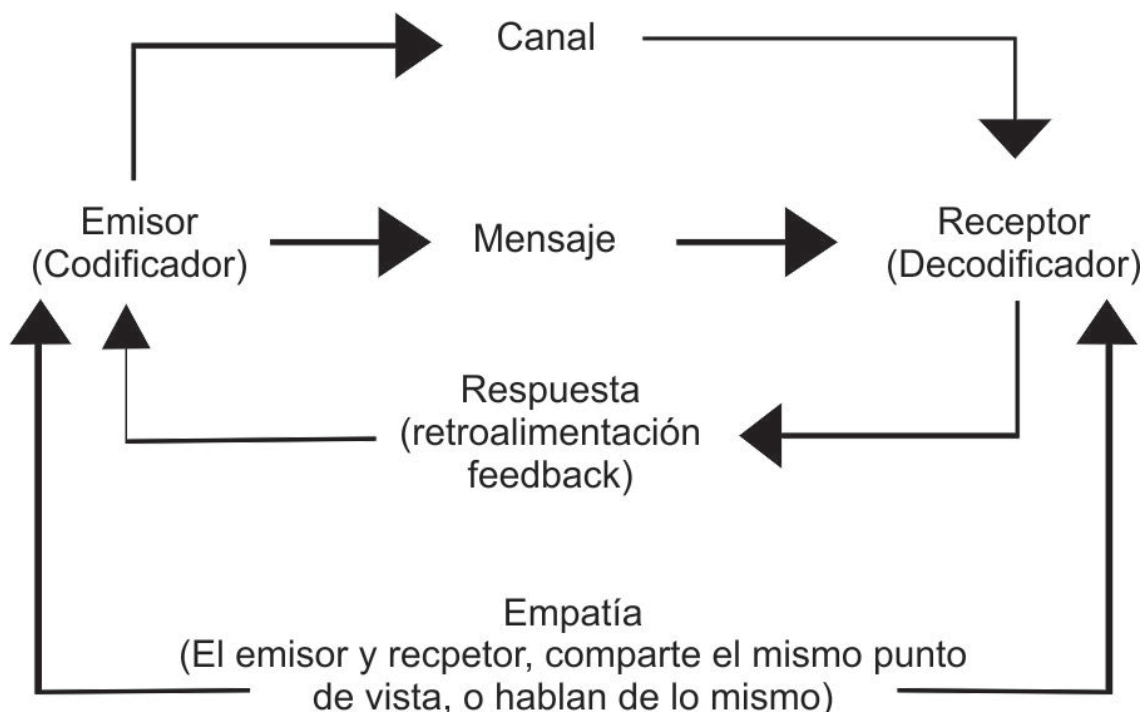 Canal
Emisor
(Codificador)
Mensaje
Receptor
(Decodificador)
Respuesta
(retroalimentación
feedback)
Empatía
(El emisor y recpetor, comparte el mismo punto
de vista, o hablan de lo mismo)